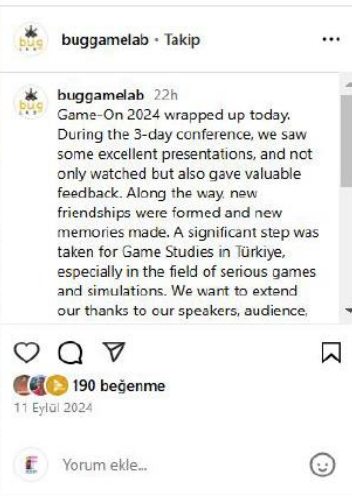 bug
LAB
buggamelab • Takip
bug
LAB
buggamelab 22h
Game-On 2024 wrapped up today.
During the 3-day conference, we saw
some excellent presentations, and not
only watched but also gave valuable
feedback. Along the way, new
friendships were formed and new
memories made. A significant step was
taken for Game Studies in Türkiye,
especially in the field of serious games
and simulations. We want to extend
our thanks to our speakers, audience,
190 beğenme
11 Eylül 2024
Yorum ekle...